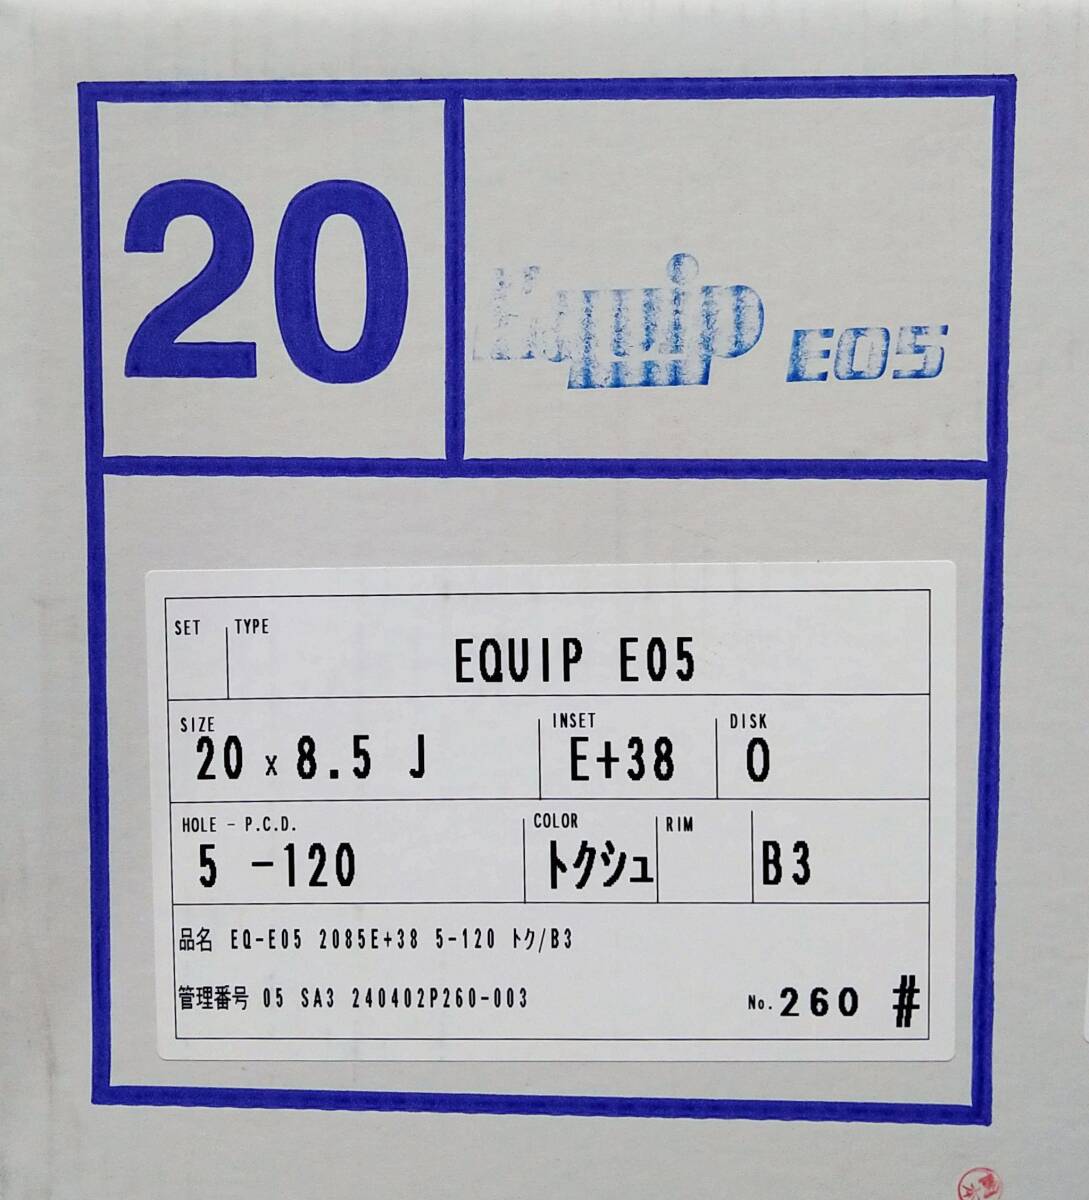 20
Equip E05
SET TYPE
EQUIP E05
SIZE INSET DISK
20 x 8.5 J E+38 O
HOLE - P.C.D. COLOR RIM
5 -120 トクシュ B3
品名 EQ-E05 2085E+38 5-120 トク/B3
管理番号 05 SA3 240402P260-003
No. 260 #